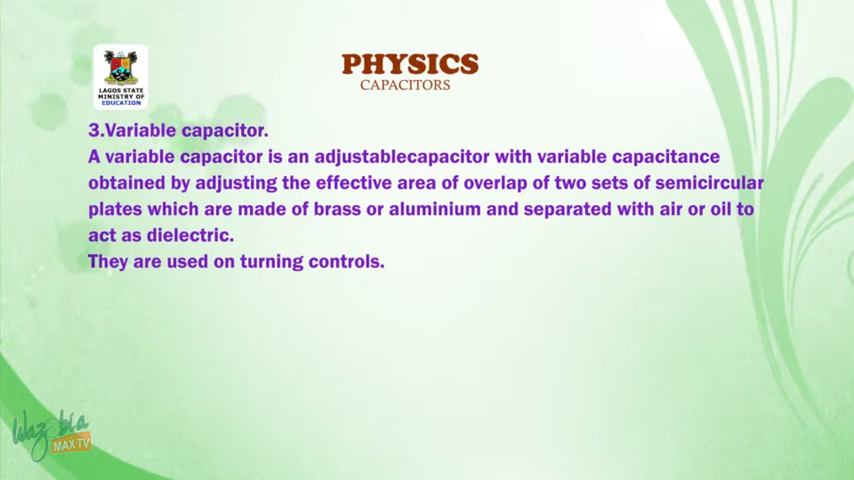 LAGOS STATE
MINISTRY OF
EDUCATION
PHYSICS
CAPACITORS
3.Variable capacitor.
A variable capacitor is an adjustablecapacitor with variable capacitance
obtained by adjusting the effective area of overlap of two sets of semicircular
plates which are made of brass or aluminium and separated with air or oil to
act as dielectric.
They are used on turning controls.
Wazobia
MAX TV